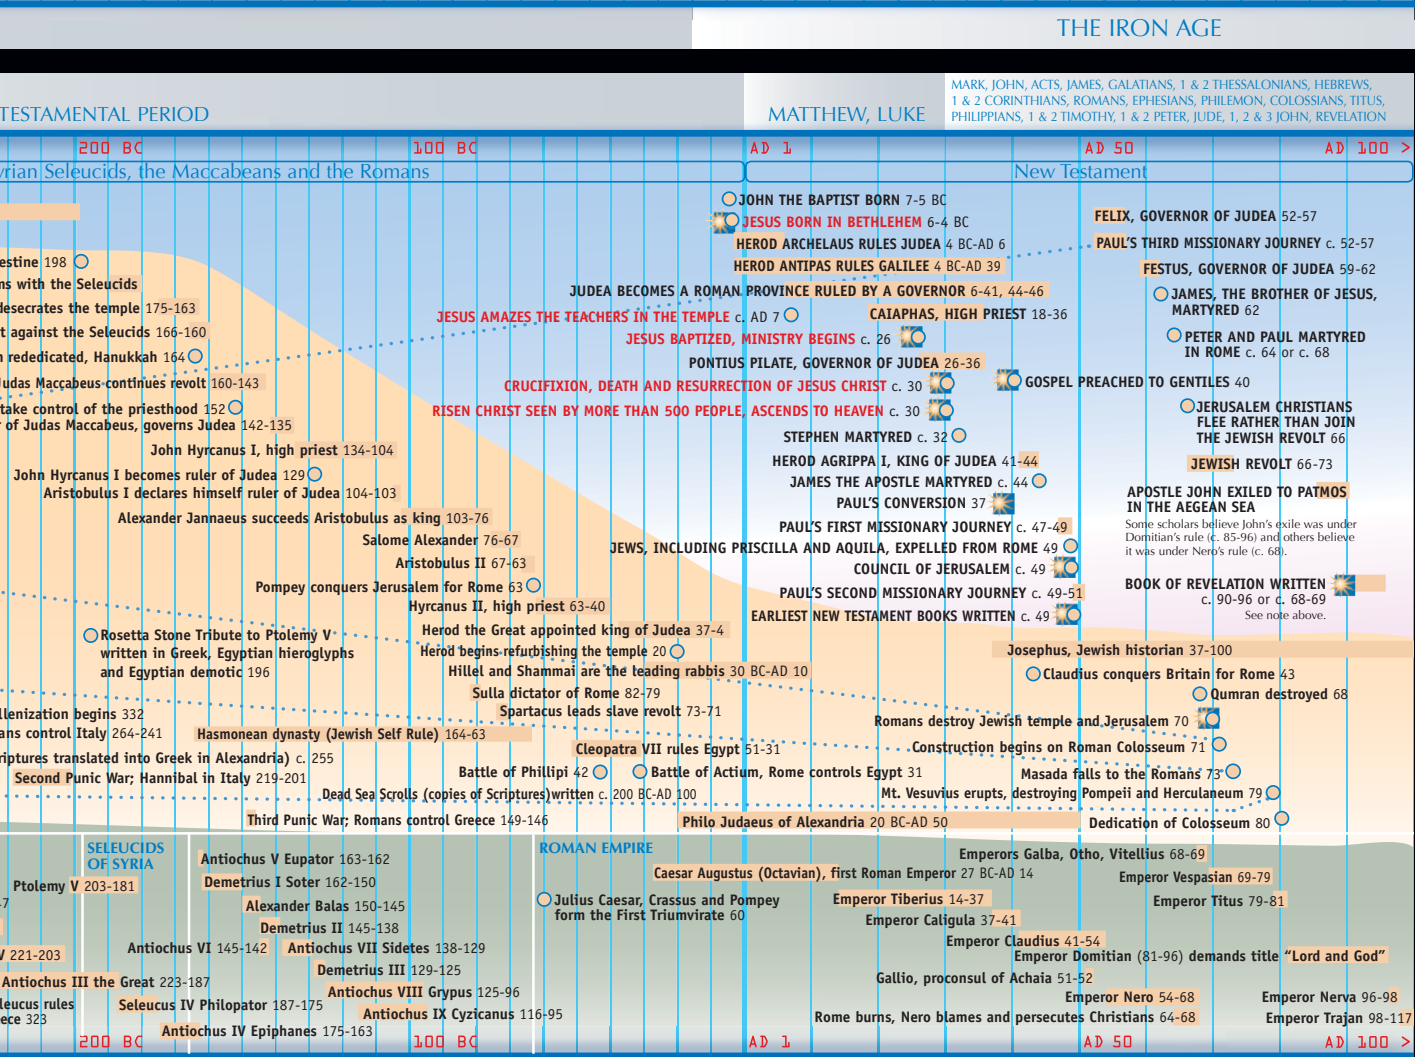 THE IRON AGE
TESTAMENTAL PERIOD
MATTHEW, LUKE
MARK, JOHN, ACTS, JAMES, GALATIANS, 1 & 2 THESSALONIANS, HEBREWS,
1 & 2 CORINTHIANS, ROMANS, EPHESIANS, PHILEMON, COLOSSIANS, TITUS,
PHILIPPIANS, 1 & 2 TIMOTHY, 1 & 2 PETER, JUDE, 1, 2 & 3 JOHN, REVELATION
200 BC
100 BC
AD 1
AD 50
AD 100 >
yrian Seleucids, the Maccabeans and the Romans
New Testament
estine 198
ns with the Seleucids
desecrates the temple 175-163
t against the Seleucids 166-160
n rededicated, Hanukkah 164
Judas Maccabeus continues revolt 160-143
take control of the priesthood 152
r of Judas Maccabeus, governs Judea 142-135
John Hyrcanus I, high priest 134-104
John Hyrcanus I becomes ruler of Judea 129
Aristobulus I declares himself ruler of Judea 104-103
Alexander Jannaeus succeeds Aristobulus as king 103-76
Salome Alexander 76-67
Aristobulus II 67-63
Pompey conquers Jerusalem for Rome 63
Hyrcanus II, high priest 63-40
Rosetta Stone Tribute to Ptolemy V
written in Greek, Egyptian hieroglyphs
and Egyptian demotic 196
Herod the Great appointed king of Judea 37-4
Herod begins refurbishing the temple 20
Hillel and Shammai are the leading rabbis 30 BC-AD 10
Sulla dictator of Rome 82-79
Spartacus leads slave revolt 73-71
llenization begins 332
ans control Italy 264-241
Hasmonean dynasty (Jewish Self Rule) 164-63
Cleopatra VII rules Egypt 51-31
riptures translated into Greek in Alexandria) c. 255
Second Punic War; Hannibal in Italy 219-201
Battle of Phillipi 42
Battle of Actium, Rome controls Egypt 31
Dead Sea Scrolls (copies of Scriptures)written c. 200 BC-AD 100
Third Punic War; Romans control Greece 149-146
Philo Judaeus of Alexandria 20 BC-AD 50
JOHN THE BAPTIST BORN 7-5 BC
JESUS BORN IN BETHLEHEM 6-4 BC
HEROD ARCHELAUS RULES JUDEA 4 BC-AD 6
HEROD ANTIPAS RULES GALILEE 4 BC-AD 39
JUDEA BECOMES A ROMAN PROVINCE RULED BY A GOVERNOR 6-41, 44-46
JESUS AMAZES THE TEACHERS IN THE TEMPLE c. AD 7
CAIAPHAS, HIGH PRIEST 18-36
JESUS BAPTIZED, MINISTRY BEGINS c. 26
PONTIUS PILATE, GOVERNOR OF JUDEA 26-36
CRUCIFIXION, DEATH AND RESURRECTION OF JESUS CHRIST c. 30
GOSPEL PREACHED TO GENTILES 40
RISEN CHRIST SEEN BY MORE THAN 500 PEOPLE, ASCENDS TO HEAVEN c. 30
STEPHEN MARTYRED c. 32
HEROD AGRIPPA I, KING OF JUDEA 41-44
JAMES THE APOSTLE MARTYRED c. 44
PAUL'S CONVERSION 37
PAUL'S FIRST MISSIONARY JOURNEY c. 47-49
JEWS, INCLUDING PRISCILLA AND AQUILA, EXPELLED FROM ROME 49
COUNCIL OF JERUSALEM c. 49
PAUL'S SECOND MISSIONARY JOURNEY c. 49-51
EARLIEST NEW TESTAMENT BOOKS WRITTEN c. 49
FELIX, GOVERNOR OF JUDEA 52-57
PAUL'S THIRD MISSIONARY JOURNEY c. 52-57
FESTUS, GOVERNOR OF JUDEA 59-62
JAMES, THE BROTHER OF JESUS,
MARTYRED 62
PETER AND PAUL MARTYRED
IN ROME c. 64 or c. 68
JERUSALEM CHRISTIANS
FLEE RATHER THAN JOIN
THE JEWISH REVOLT 66
JEWISH REVOLT 66-73
APOSTLE JOHN EXILED TO PATMOS
IN THE AEGEAN SEA
Some scholars believe John's exile was under
Domitian's rule (c. 85-96) and others believe
it was under Nero's rule (c. 68).
BOOK OF REVELATION WRITTEN
c. 90-96 or c. 68-69
See note above.
Josephus, Jewish historian 37-100
Claudius conquers Britain for Rome 43
Qumran destroyed 68
Romans destroy Jewish temple and Jerusalem 70
Construction begins on Roman Colosseum 71
Masada falls to the Romans 73
Mt. Vesuvius erupts, destroying Pompeii and Herculaneum 79
Dedication of Colosseum 80
SELEUCIDS
OF SYRIA
Ptolemy V 203-181
V 221-203
Antiochus III the Great 223-187
leucus rules
ece 323
Antiochus V Eupator 163-162
Demetrius I Soter 162-150
Alexander Balas 150-145
Demetrius II 145-138
Antiochus VI 145-142
Antiochus VII Sidetes 138-129
Demetrius III 129-125
Antiochus VIII Grypus 125-96
Seleucus IV Philopator 187-175
Antiochus IX Cyzicanus 116-95
Antiochus IV Epiphanes 175-163
ROMAN EMPIRE
Caesar Augustus (Octavian), first Roman Emperor 27 BC-AD 14
Julius Caesar, Crassus and Pompey
form the First Triumvirate 60
Emperor Tiberius 14-37
Emperor Caligula 37-41
Emperor Claudius 41-54
Emperors Galba, Otho, Vitellius 68-69
Emperor Vespasian 69-79
Emperor Titus 79-81
Emperor Domitian (81-96) demands title “Lord and God”
Gallio, proconsul of Achaia 51-52
Emperor Nero 54-68
Rome burns, Nero blames and persecutes Christians 64-68
Emperor Nerva 96-98
Emperor Trajan 98-117
200 BC
100 BC
AD 1
AD 50
AD 100 >